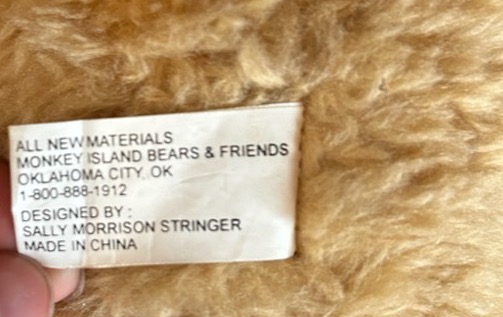 ALL NEW MATERIALS
MONKEY ISLAND BEARS & FRIENDS
OKLAHOMA CITY, OK
1-800-888-1912
DESIGNED BY :
SALLY MORRISON STRINGER
MADE IN CHINA